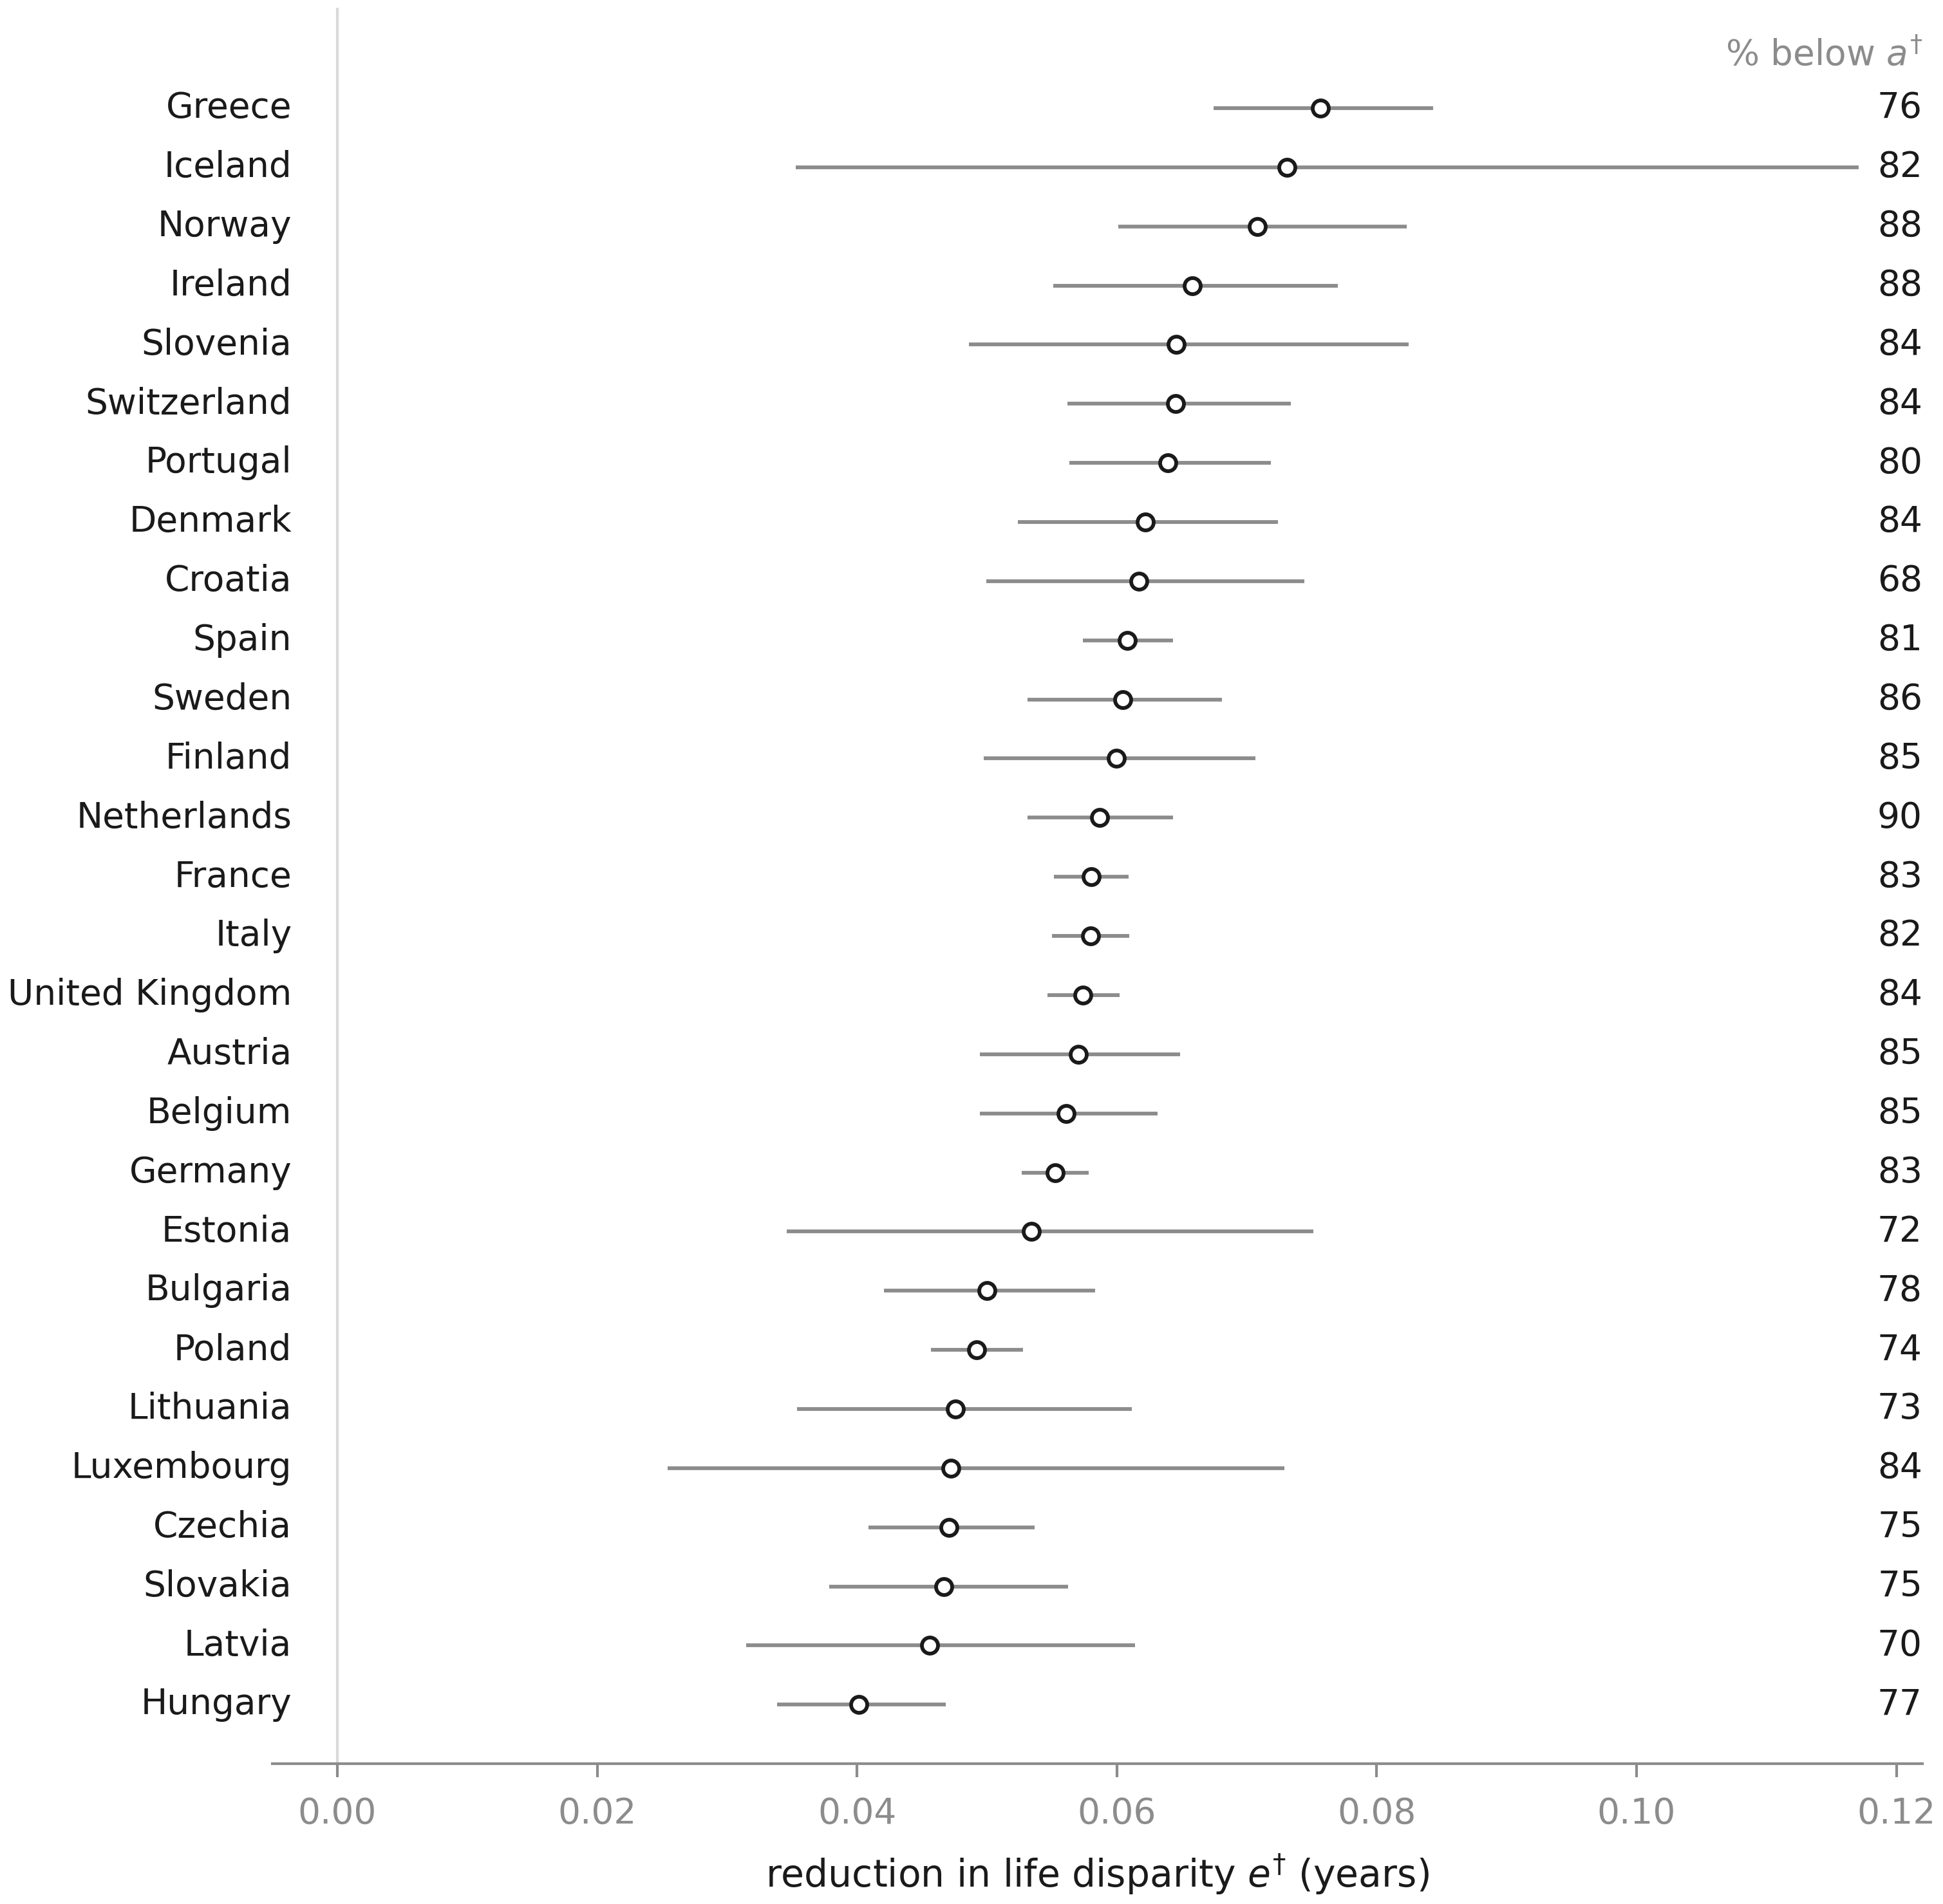 % below a†
Greece 76
Iceland 82
Norway 88
Ireland 88
Slovenia 84
Switzerland 84
Portugal 80
Denmark 84
Croatia 68
Spain 81
Sweden 86
Finland 85
Netherlands 90
France 83
Italy 82
United Kingdom 84
Austria 85
Belgium 85
Germany 83
Estonia 72
Bulgaria 78
Poland 74
Lithuania 73
Luxembourg 84
Czechia 75
Slovakia 75
Latvia 70
Hungary 77
0.00 0.02 0.04 0.06 0.08 0.10 0.12
reduction in life disparity e† (years)